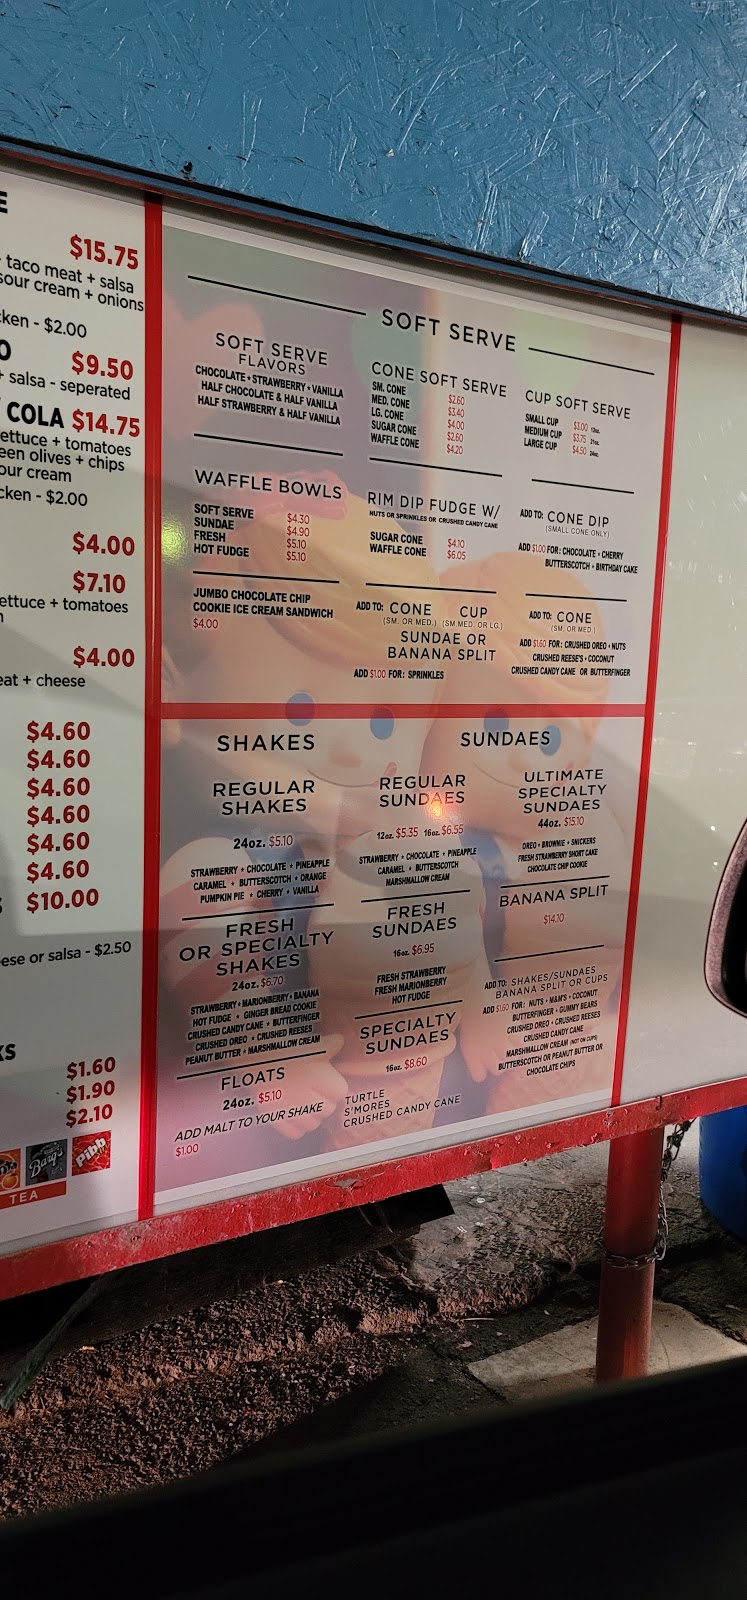 E
$15.75
taco meat + salsa
sour cream + onions
cken - $2.00
O
$9.50
+ salsa - seperated
COLA $14.75
ettuce + tomatoes
een olives + chips
our cream
cken - $2.00
$4.00
$7.10
ettuce + tomatoes
$4.00
eat + cheese
$4.60
$4.60
$4.60
$4.60
$4.60
$4.60
S $10.00
ese or salsa - $2.50
KS
$1.60
$1.90
$2.10
Barq's
Pibb
TEA
SOFT SERVE
SOFT SERVE
FLAVORS
CHOCOLATE • STRAWBERRY • VANILLA
HALF CHOCOLATE & HALF VANILLA
HALF STRAWBERRY & HALF VANILLA
CONE SOFT SERVE
SM. CONE $2.60
MED. CONE $3.40
LG. CONE $4.00
SUGAR CONE $2.60
WAFFLE CONE $4.20
CUP SOFT SERVE
SMALL CUP $3.00 12oz.
MEDIUM CUP $3.75 21oz.
LARGE CUP $4.50 24oz.
WAFFLE BOWLS
SOFT SERVE $4.30
SUNDAE $4.90
FRESH $5.10
HOT FUDGE $5.10
RIM DIP FUDGE W/
NUTS OR SPRINKLES OR CRUSHED CANDY CANE
SUGAR CONE $4.10
WAFFLE CONE $6.05
ADD TO: CONE DIP
(SMALL CONE ONLY)
ADD $1.00 FOR: CHOCOLATE • CHERRY
BUTTERSCOTCH • BIRTHDAY CAKE
JUMBO CHOCOLATE CHIP
COOKIE ICE CREAM SANDWICH
$4.00
ADD TO: CONE CUP
(SM. OR MED.) (SM.MED. OR LG.)
SUNDAE OR
BANANA SPLIT
ADD $1.00 FOR: SPRINKLES
ADD TO: CONE
(SM. OR MED.)
ADD $1.60 FOR: CRUSHED OREO • NUTS
CRUSHED REESE'S • COCONUT
CRUSHED CANDY CANE OR BUTTERFINGER
SHAKES
REGULAR
SHAKES
24oz. $5.10
STRAWBERRY • CHOCOLATE • PINEAPPLE
CARAMEL • BUTTERSCOTCH • ORANGE
PUMPKIN PIE • CHERRY • VANILLA
FRESH
OR SPECIALTY
SHAKES
24oz. $6.70
STRAWBERRY • MARIONBERRY • BANANA
HOT FUDGE • GINGER BREAD COOKIE
CRUSHED CANDY CANE • BUTTERFINGER
CRUSHED OREO • CRUSHED REESES
PEANUT BUTTER • MARSHMALLOW CREAM
FLOATS
24oz. $5.10
ADD MALT TO YOUR SHAKE
$1.00
SUNDAES
REGULAR
SUNDAES
12oz. $5.35 16oz. $6.55
STRAWBERRY • CHOCOLATE • PINEAPPLE
CARAMEL • BUTTERSCOTCH
MARSHMALLOW CREAM
FRESH
SUNDAES
16oz. $6.95
FRESH STRAWBERRY
FRESH MARIONBERRY
HOT FUDGE
SPECIALTY
SUNDAES
16oz. $8.60
TURTLE
S'MORES
CRUSHED CANDY CANE
ULTIMATE
SPECIALTY
SUNDAES
44oz. $15.10
OREO • BROWNIE • SNICKERS
FRESH STRAWBERRY SHORT CAKE
CHOCOLATE CHIP COOKIE
BANANA SPLIT
$14.10
ADD TO: SHAKES/SUNDAES
BANANA SPLIT OR CUPS
ADD $1.60 FOR: NUTS • M&M'S • COCONUT
BUTTERFINGER • GUMMY BEARS
CRUSHED OREO • CRUSHED REESES
CRUSHED CANDY CANE
MARSHMALLOW CREAM (NOT ON CUPS)
BUTTERSCOTCH OR PEANUT BUTTER OR
CHOCOLATE CHIPS